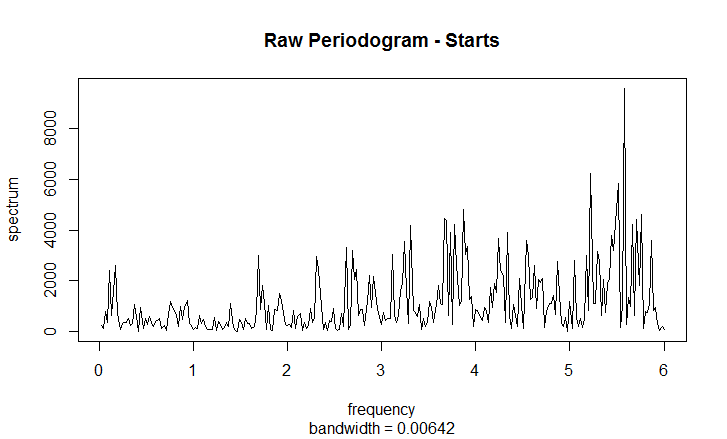 Raw Periodogram - Starts
spectrum
8000
6000
4000
2000
0
0 1 2 3 4 5 6
frequency
bandwidth = 0.00642